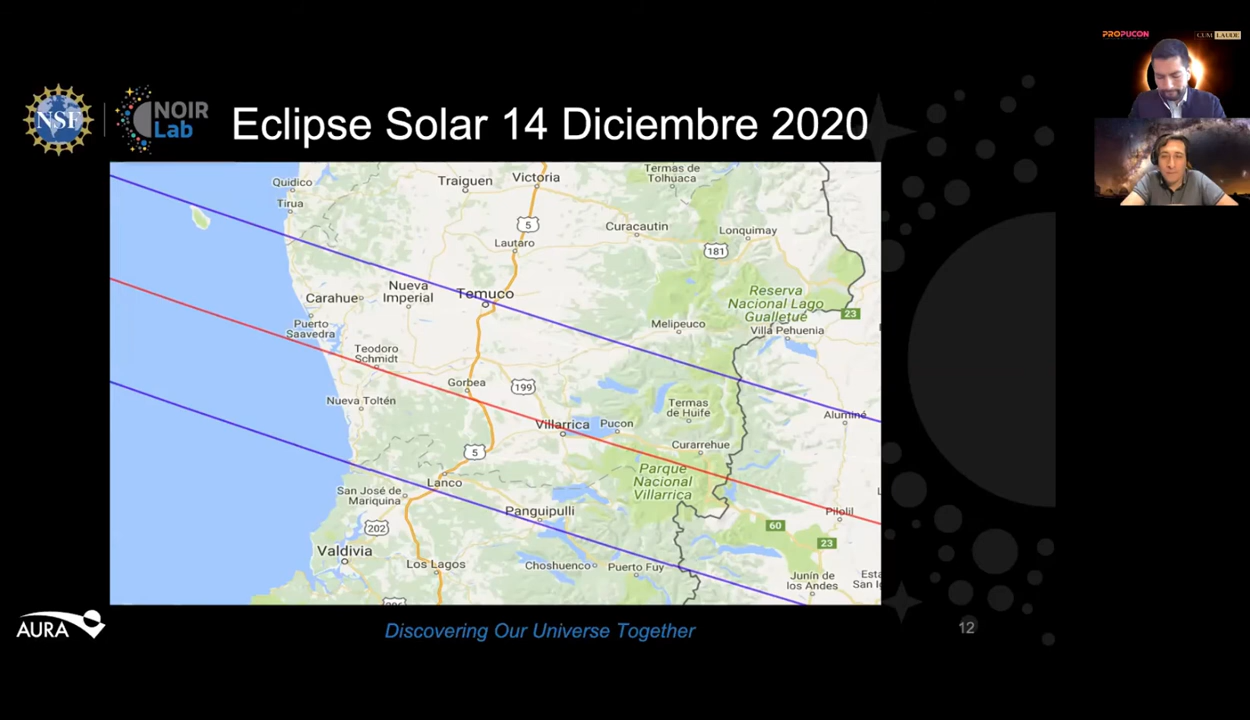 PROPUCON
CUM LAUDE
NSF
NOIR
Lab
Eclipse Solar 14 Diciembre 2020
Quidico
Tirua
Traiguen
Victoria
Termas de
Tolhuaca
5
Curacautin
Lonquimay
Lautaro
181
Carahue
Nueva
Imperial
Temuco
Reserva
Nacional Lago
Gualletué
23
Puerto
Saavedra
Melipeuco
Villa Pehuenia
Teodoro
Schmidt
Gorbea
199
Nueva Toltén
Termas
de Huife
Aluminé
Villarrica
Pucon
Curarrehue
5
Parque
Nacional
Villarrica
Lanco
San José de
Mariquina
Panguipulli
Pilolil
202
60
23
Valdivia
Los Lagos
Choshuenco
Puerto Fuy
Junín de
los Andes
Esta
San
AURA
Discovering Our Universe Together
12